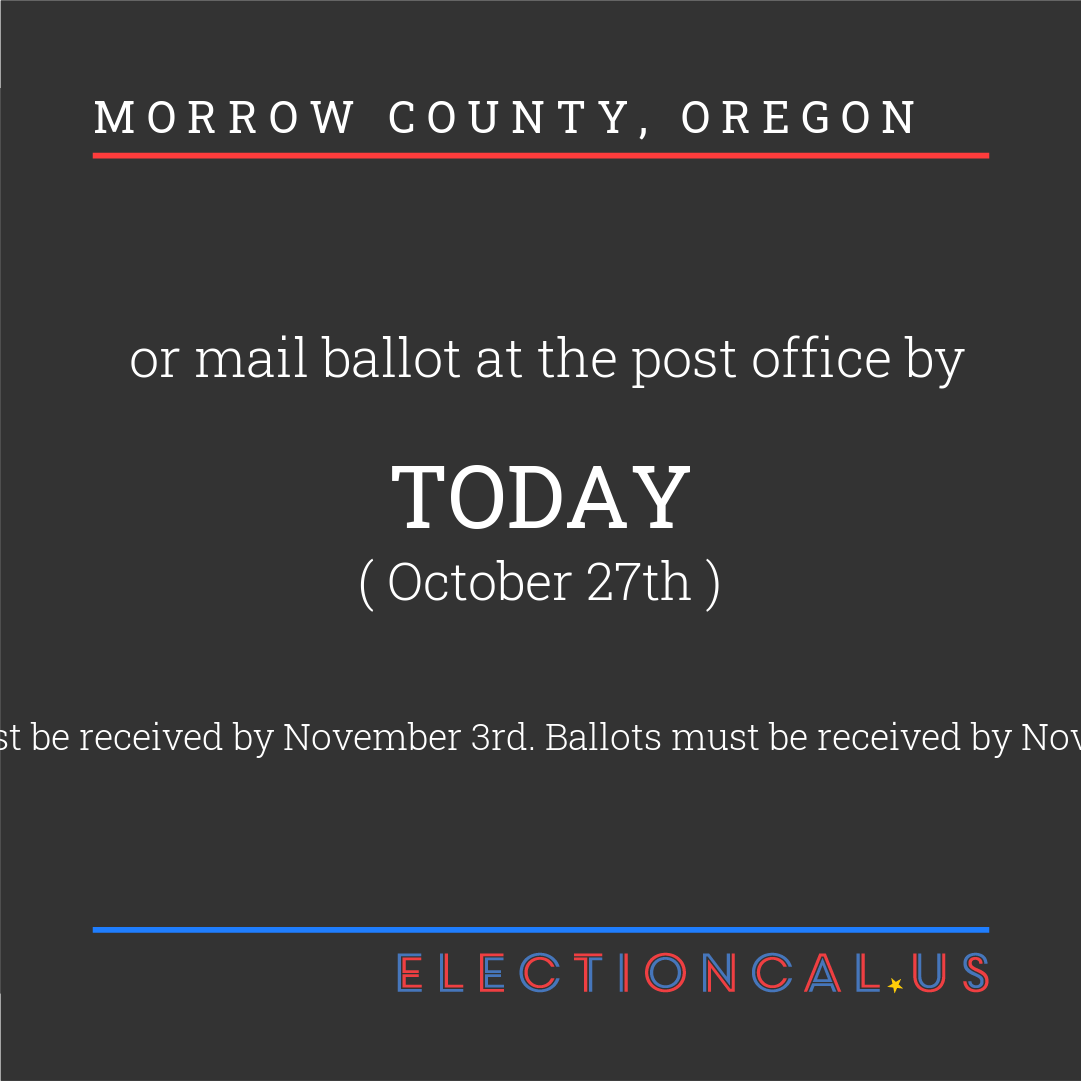 MORROW COUNTY, OREGON
or mail ballot at the post office by
TODAY
( October 27th )
be received by November 3rd. Ballots must be received by
ELECTIONCAL.US